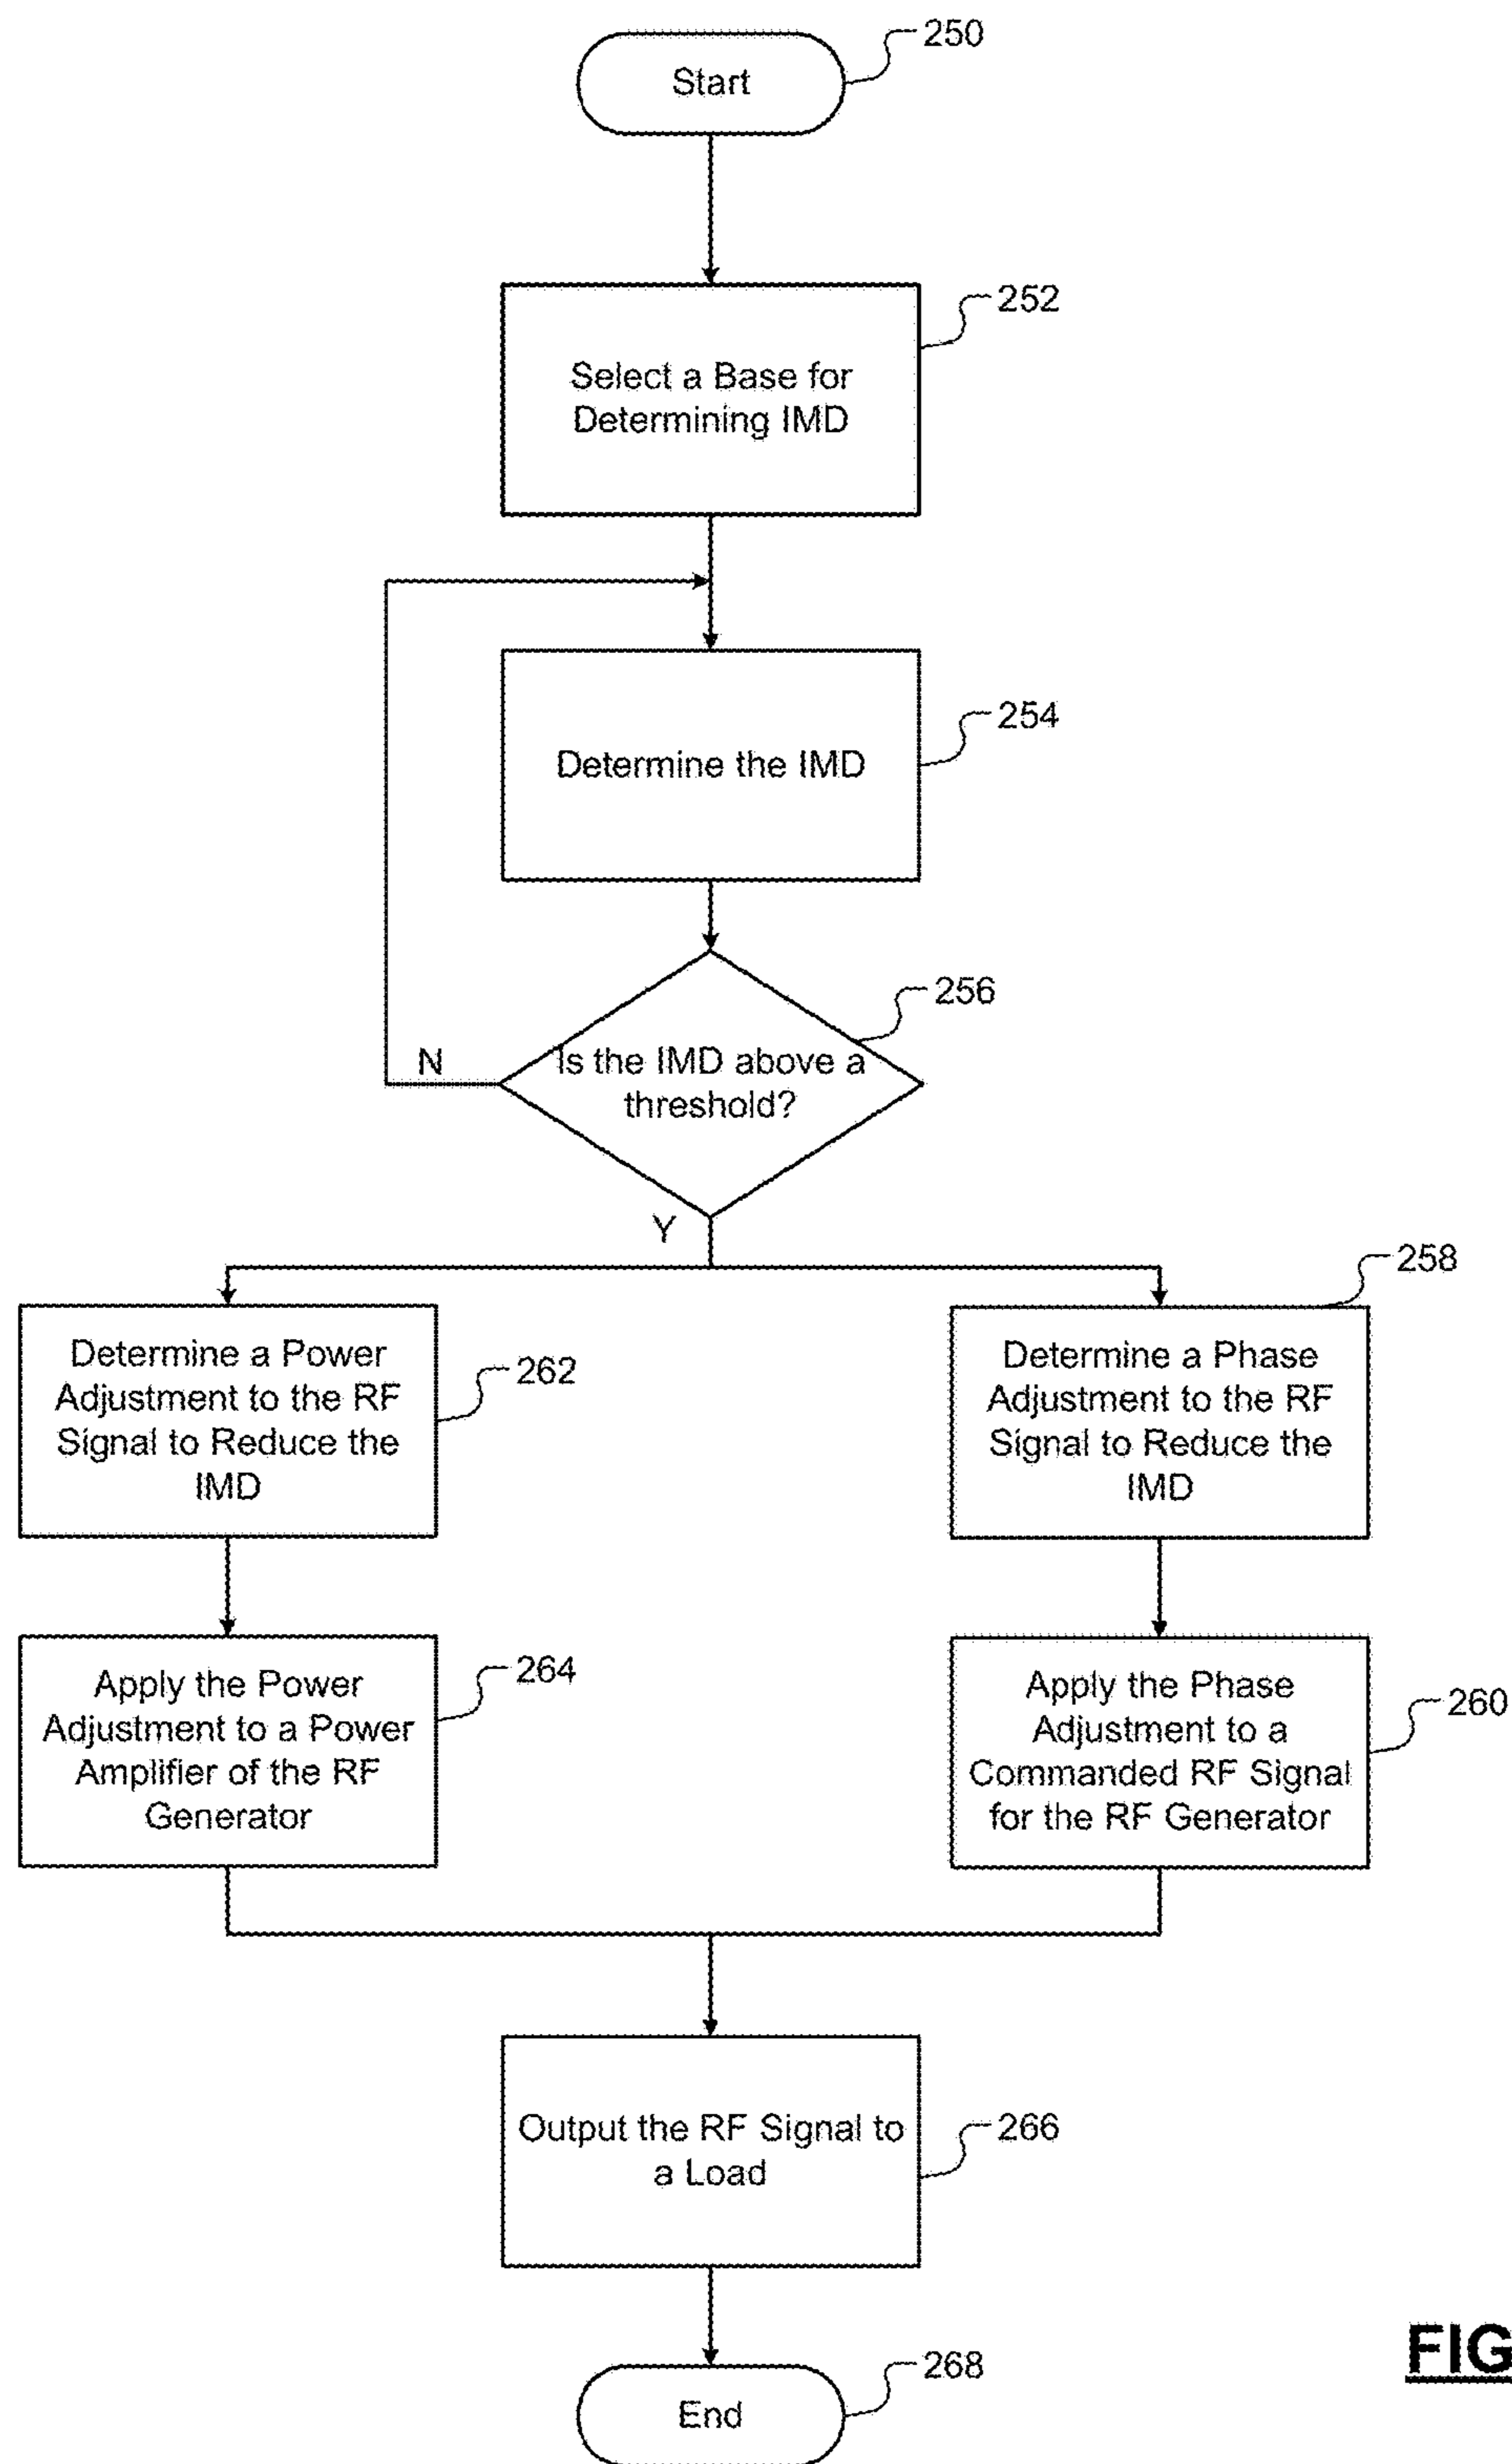 250
Start
252
Select a Base for
Determining IMD
254
Determine the IMD
256
Is the IMD above a
threshold?
N
Y
258
262
Determine a Power
Adjustment to the RF
Signal to Reduce the
IMD
Determine a Phase
Adjustment to the RF
Signal to Reduce the
IMD
264
260
Apply the Power
Adjustment to a Power
Amplifier of the RF
Generator
Apply the Phase
Adjustment to a
Commanded RF Signal
for the RF Generator
266
Output the RF Signal to
a Load
268
End
FIG